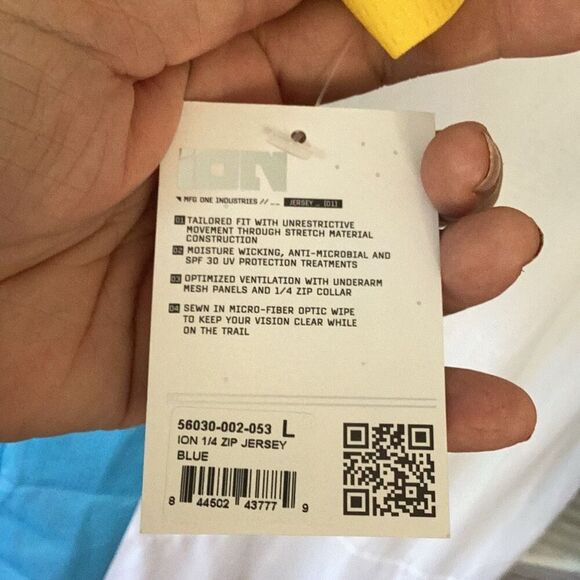 ION
MFG ONE INDUSTRIES // __ JERSEY _ [01]
01 TAILORED FIT WITH UNRESTRICTIVE
MOVEMENT THROUGH STRETCH MATERIAL
CONSTRUCTION
02 MOISTURE WICKING, ANTI-MICROBIAL AND
SPF 30 UV PROTECTION TREATMENTS
03 OPTIMIZED VENTILATION WITH UNDERARM
MESH PANELS AND 1/4 ZIP COLLAR
04 SEWN IN MICRO-FIBER OPTIC WIPE
TO KEEP YOUR VISION CLEAR WHILE
ON THE TRAIL
56030-002-053 L
ION 1/4 ZIP JERSEY
BLUE
8 44502 43777 9